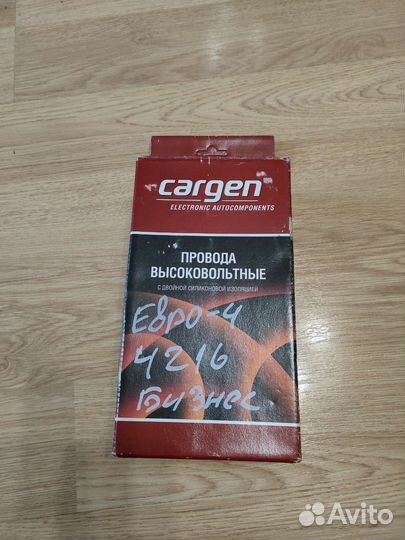 cargen
ELECTRONIC AUTOCOMPONENTS
ПРОВОДА
ВЫСОКОВОЛЬТНЫЕ
С ДВОЙНОЙ СИЛИКОНОВОЙ ИЗОЛЯЦИЕЙ
ЕВРО-4
4216
Бизнес
Avito